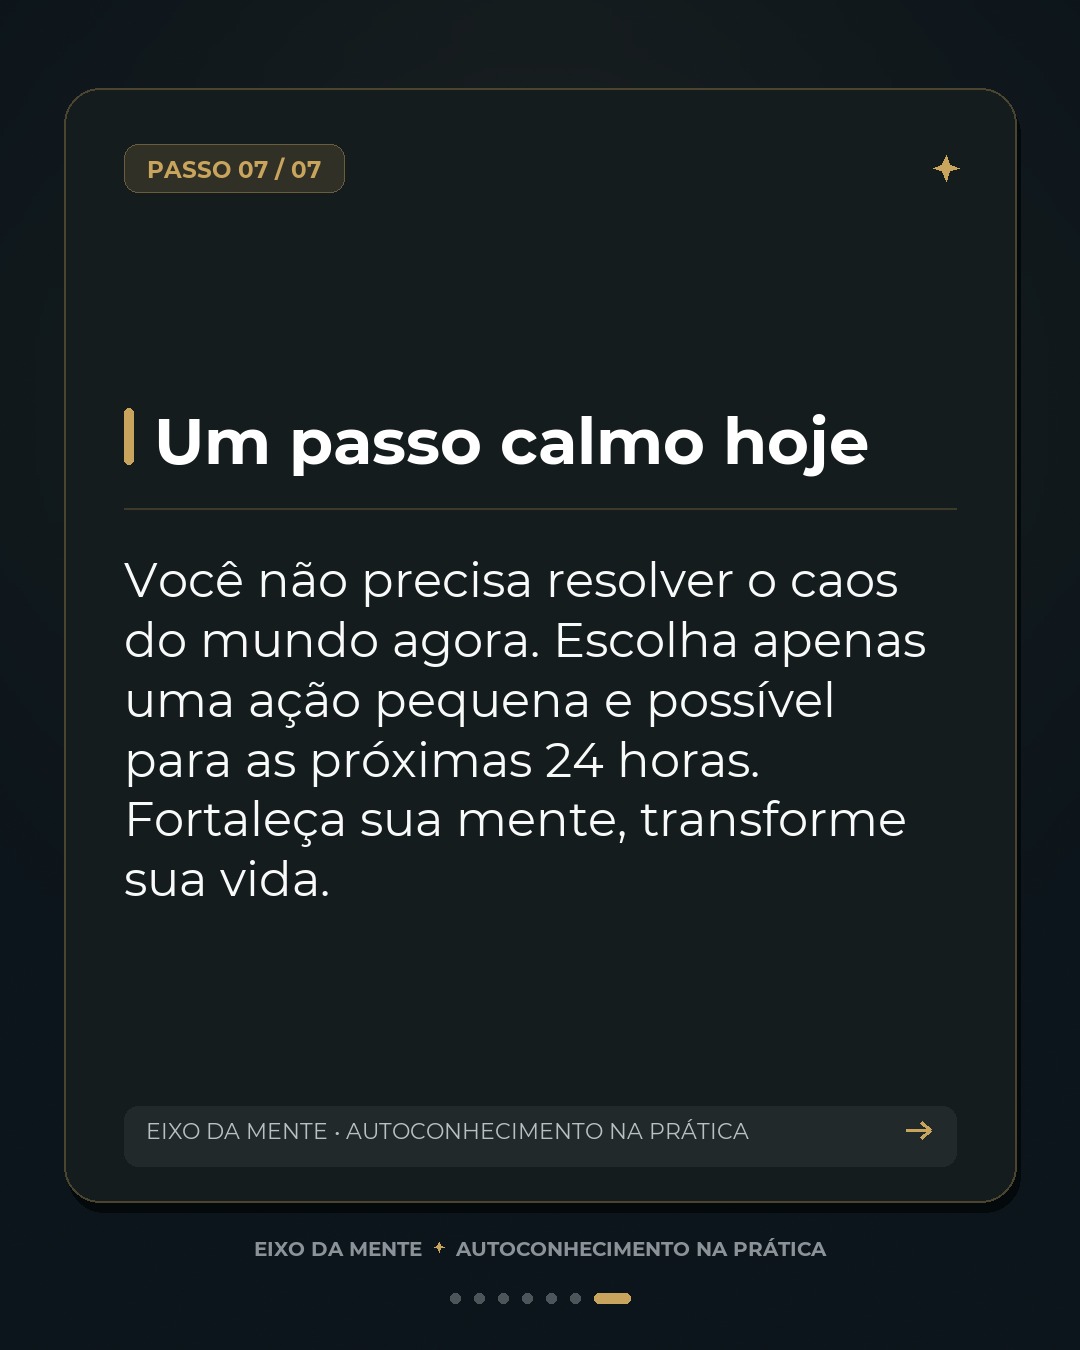 PASSO 07 / 07
Um passo calmo hoje
Você não precisa resolver o caos
do mundo agora. Escolha apenas
uma ação pequena e possível
para as próximas 24 horas.
Fortaleça sua mente, transforme
sua vida.
EIXO DA MENTE • AUTOCONHECIMENTO NA PRÁTICA →
EIXO DA MENTE ✦ AUTOCONHECIMENTO NA PRÁTICA